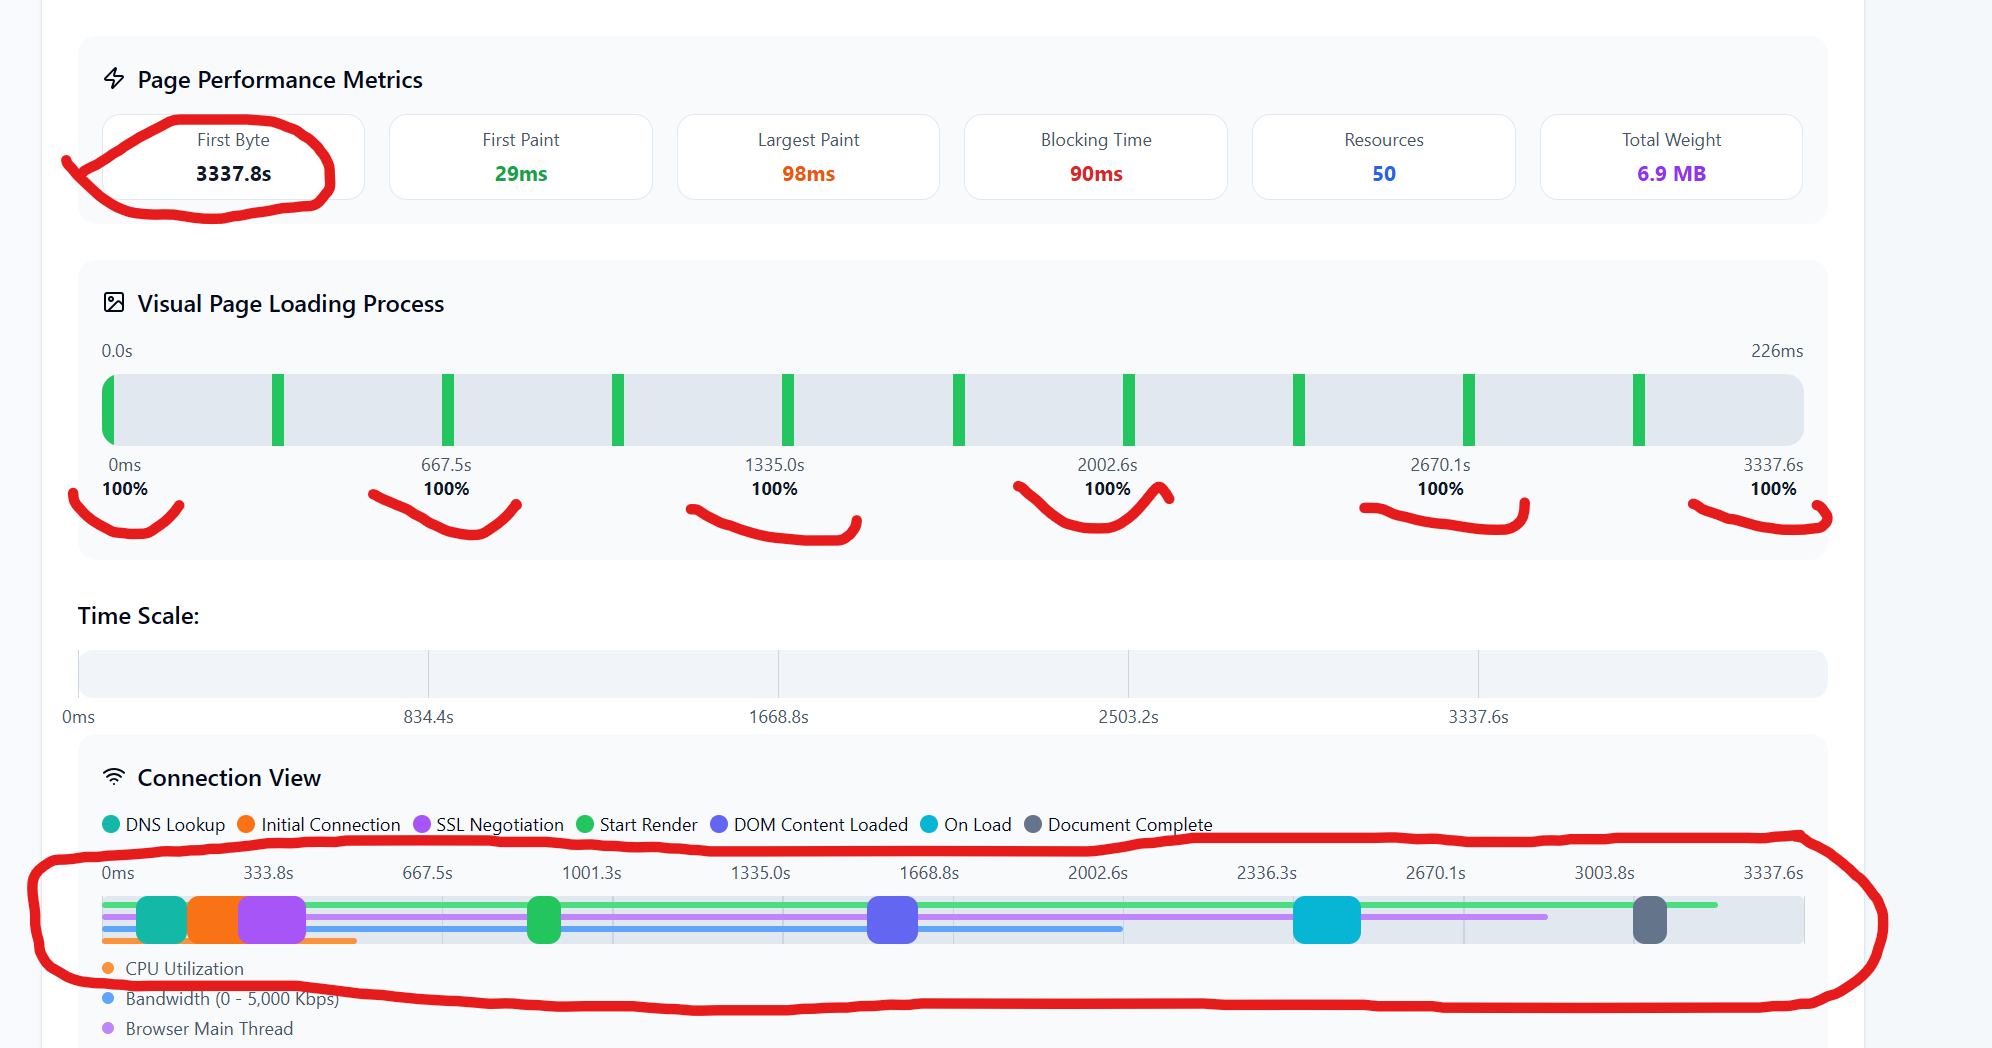 Page Performance Metrics
First Byte First Paint Largest Paint Blocking Time Resources Total Weight
3337.8s 29ms 98ms 90ms 50 6.9 MB
Visual Page Loading Process
0.0s 226ms
0ms 667.5s 1335.0s 2002.6s 2670.1s 3337.6s
100% 100% 100% 100% 100% 100%
Time Scale:
0ms 834.4s 1668.8s 2503.2s 3337.6s
Connection View
DNS Lookup Initial Connection SSL Negotiation Start Render DOM Content Loaded On Load Document Complete
0ms 333.8s 667.5s 1001.3s 1335.0s 1668.8s 2002.6s 2336.3s 2670.1s 3003.8s 3337.6s
CPU Utilization
Bandwidth (0 - 5,000 Kbps)
Browser Main Thread